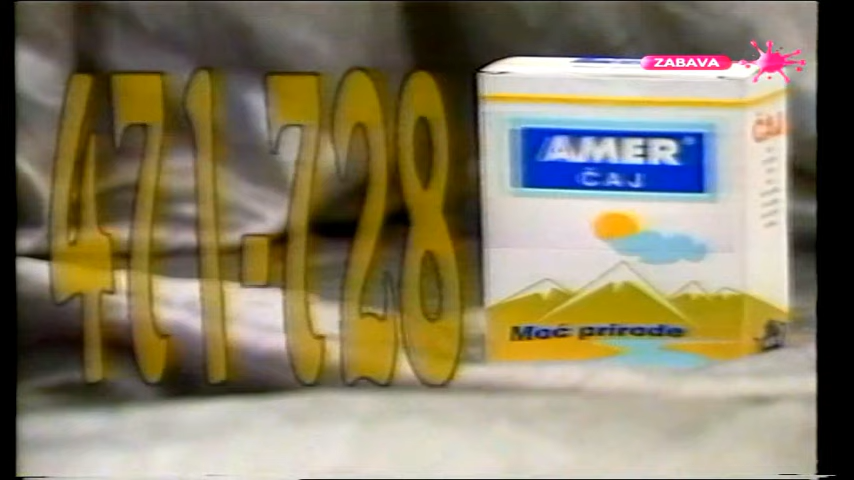 ZABAVA
471-728
AMER
ČAJ
Moć prirode
ČAJ